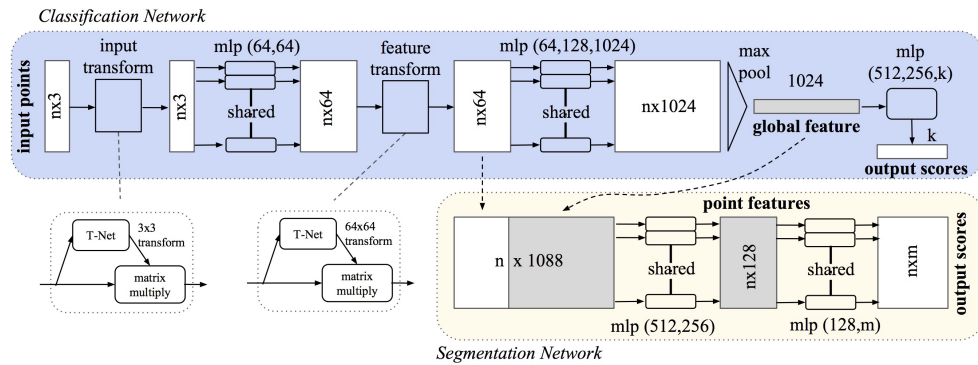 Classification Network
input points
nx3
input
transform
nx3
mlp (64,64)
shared
nx64
feature
transform
nx64
mlp (64,128,1024)
shared
nx1024
max
pool
1024
global feature
mlp
(512,256,k)
k
output scores
T-Net
3x3
transform
matrix
multiply
T-Net
64x64
transform
matrix
multiply
point features
n x 1088
shared
mlp (512,256)
nx128
shared
mlp (128,m)
nxm
output scores
Segmentation Network